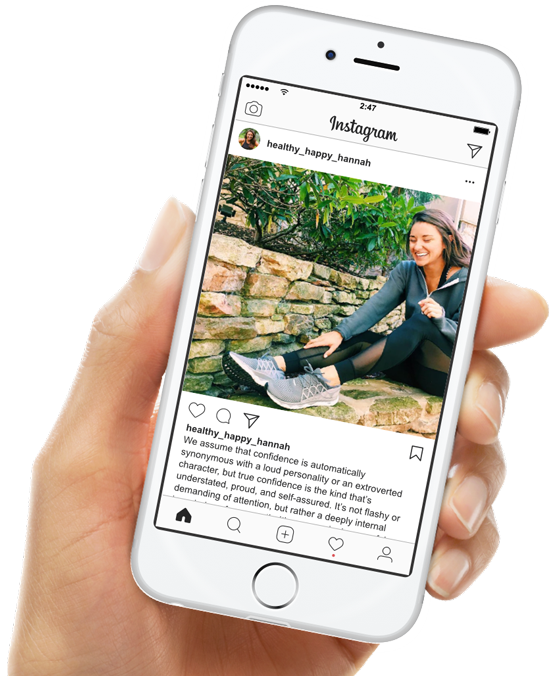 2:47
Instagram
healthy_happy_hannah
healthy_happy_hannah
We assume that confidence is automatically
synonymous with a loud personality or an extroverted
character, but true confidence is the kind that's
understated, proud, and self-assured. It's not flashy or
demanding of attention, but rather a deeply internal